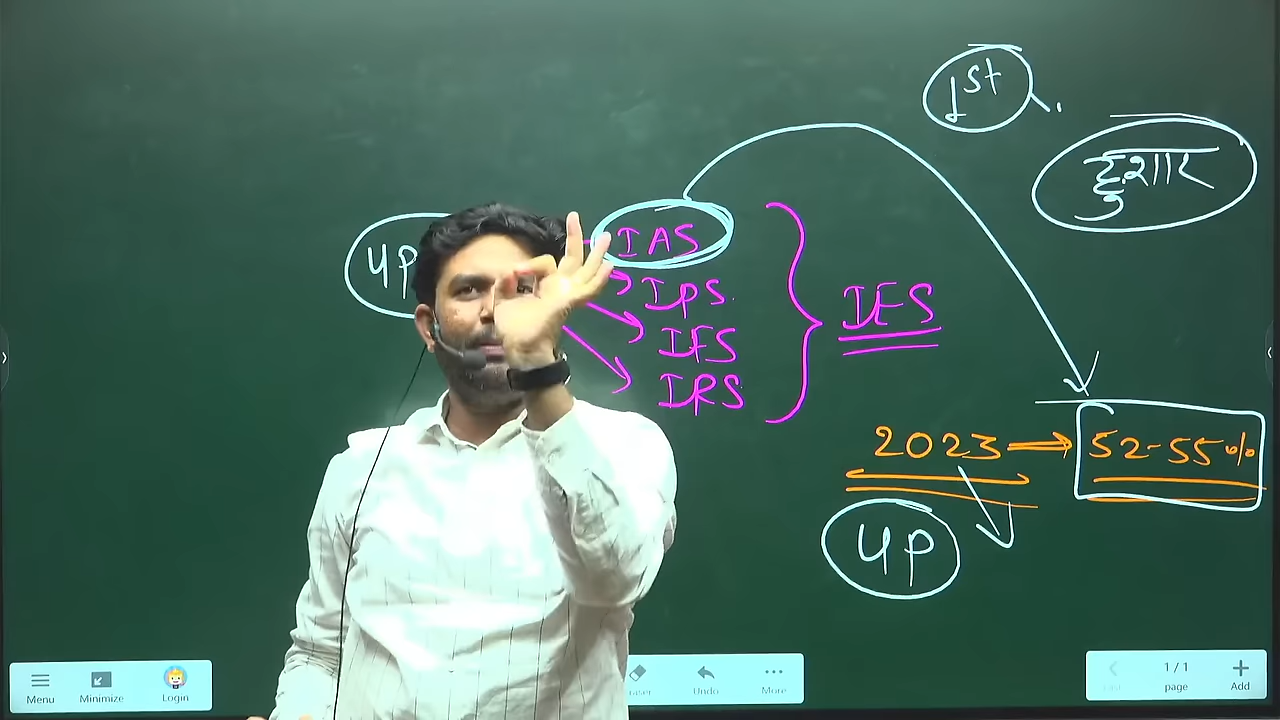 1st
हुशार
UP
IAS
IPS
IFS
IRS
IES
2023 ⇒ 52-55%
UP
Menu
Minimize
Login
Undo
More
1/1
page
Add